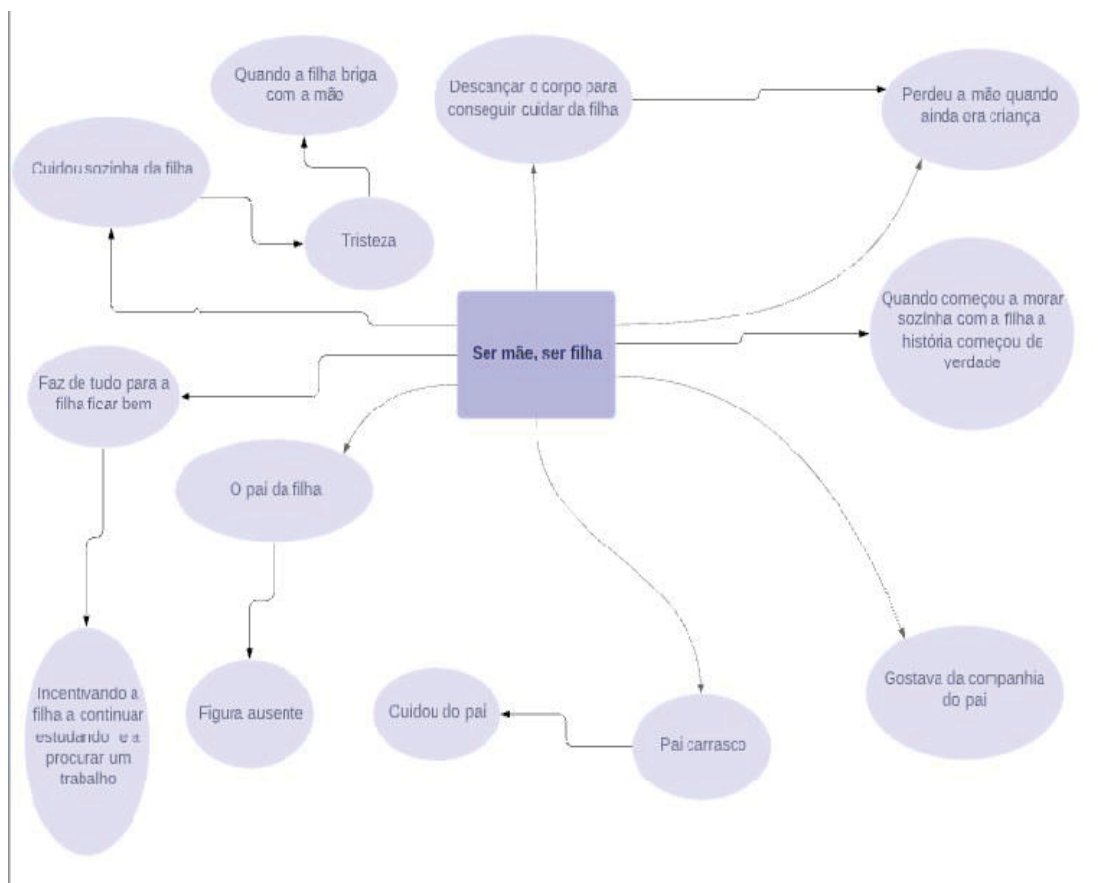 Quando a filha briga
com a mãe
Descançar o corpo para
conseguir cuidar da filha
Perdeu a mãe quando
ainda era criança
Cuidou sozinha da filha
Tristeza
Quando começou a morar
sozinha com a filha a
história começou de
verdade
Ser mãe, ser filha
Faz de tudo para a
filha ficar bem
O pai da filha
Incentivando a
filha a continuar
estudando e a
procurar um
trabalho
Figura ausente
Cuidou do pai
Pai carrasco
Gostava da companhia
do pai